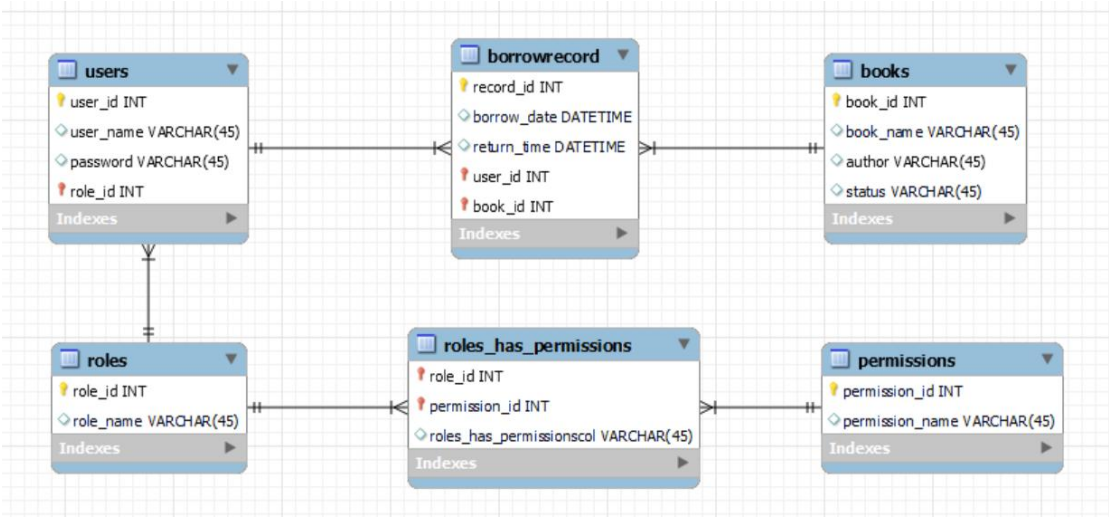 users
user_id INT
user_name VARCHAR(45)
password VARCHAR(45)
role_id INT
Indexes
borrowrecord
record_id INT
borrow_date DATETIME
return_time DATETIME
user_id INT
book_id INT
Indexes
books
book_id INT
book_name VARCHAR(45)
author VARCHAR(45)
status VARCHAR(45)
Indexes
roles
role_id INT
role_name VARCHAR(45)
Indexes
roles_has_permissions
role_id INT
permission_id INT
roles_has_permissionscol VARCHAR(45)
Indexes
permissions
permission_id INT
permission_name VARCHAR(45)
Indexes